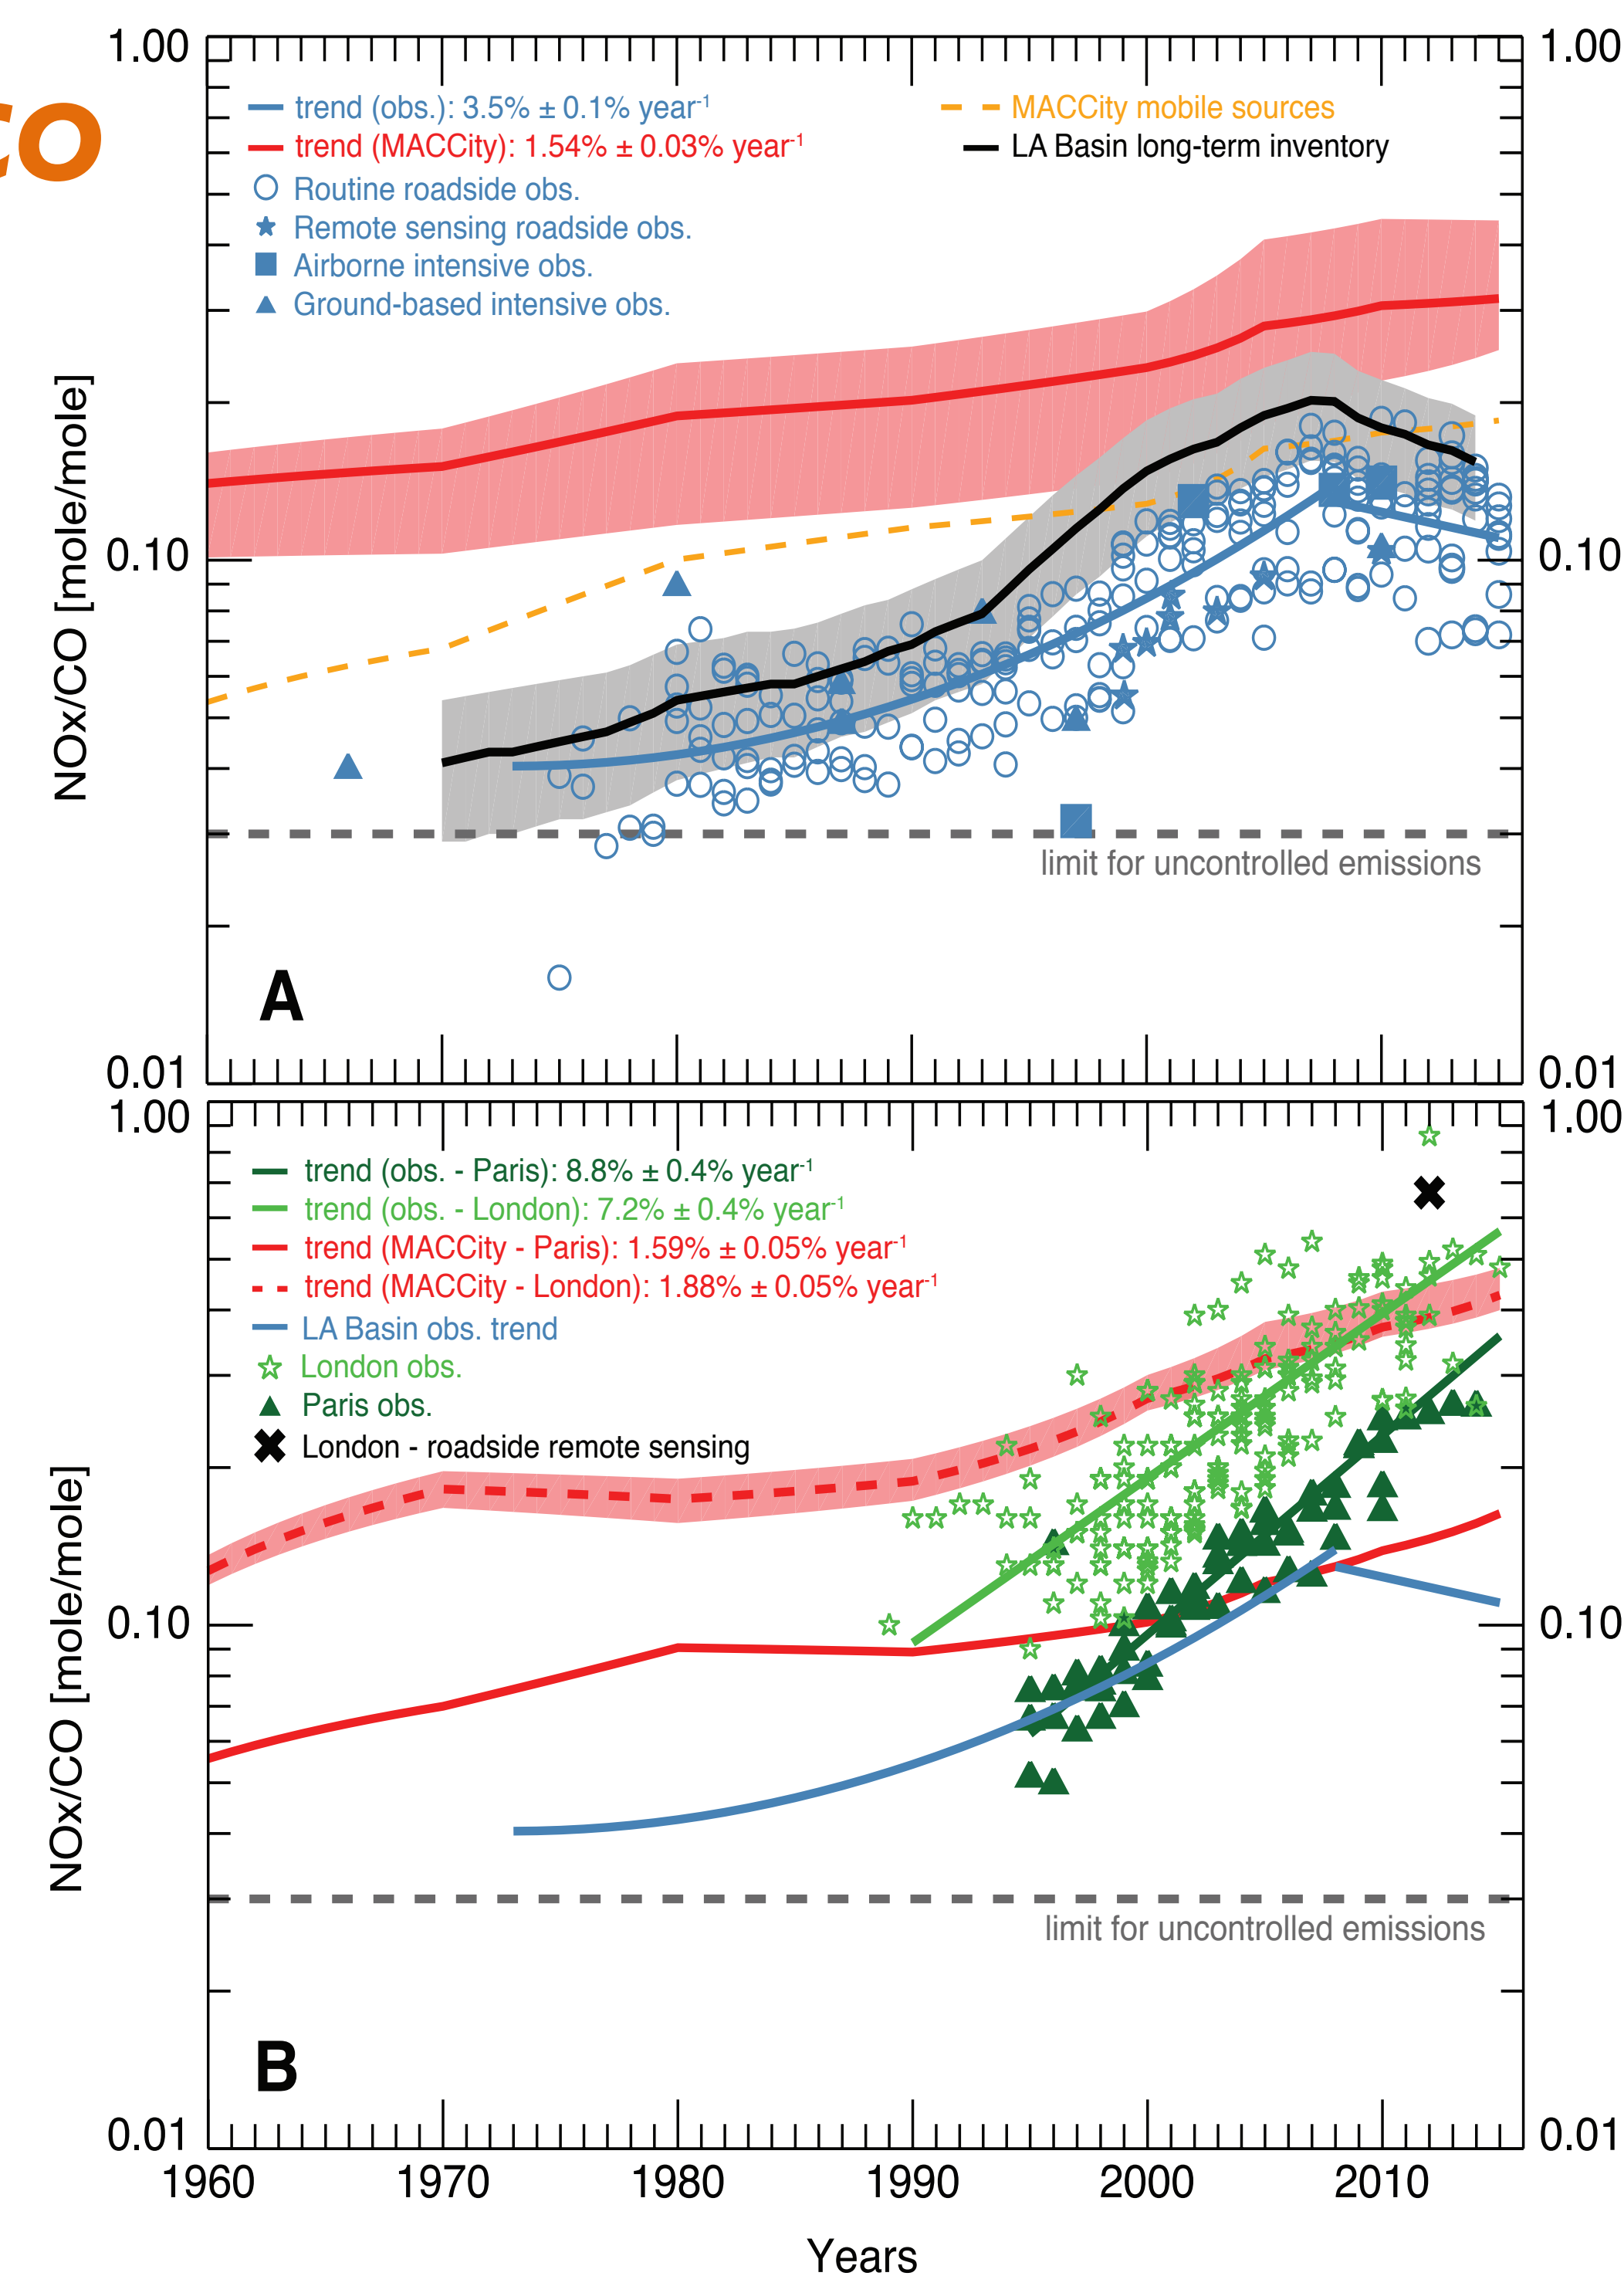 1.00
1.00
co
trend (obs.): 3.5% ± 0.1% year⁻¹
MACCity mobile sources
trend (MACCity): 1.54% ± 0.03% year⁻¹
LA Basin long-term inventory
Routine roadside obs.
Remote sensing roadside obs.
Airborne intensive obs.
Ground-based intensive obs.
NOx/CO [mole/mole]
0.10
0.10
limit for uncontrolled emissions
A
0.01
0.01
1.00
1.00
trend (obs. - Paris): 8.8% ± 0.4% year⁻¹
trend (obs. - London): 7.2% ± 0.4% year⁻¹
trend (MACCity - Paris): 1.59% ± 0.05% year⁻¹
trend (MACCity - London): 1.88% ± 0.05% year⁻¹
LA Basin obs. trend
London obs.
Paris obs.
London - roadside remote sensing
NOx/CO [mole/mole]
0.10
0.10
limit for uncontrolled emissions
B
0.01
0.01
1960 1970 1980 1990 2000 2010
Years